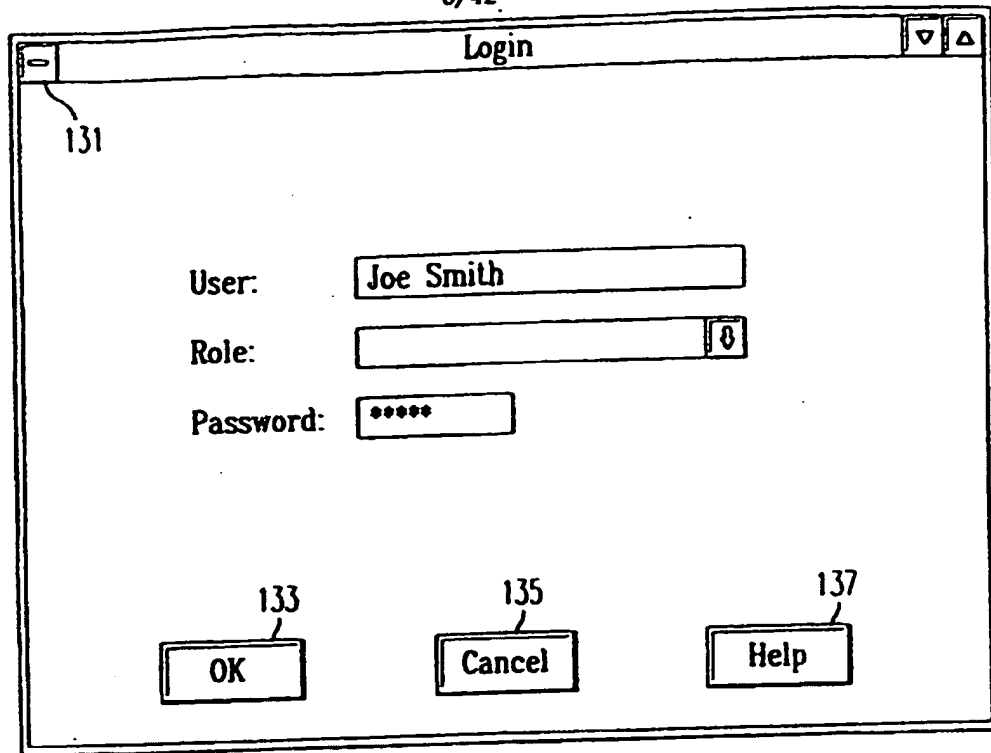 Login
131
User: Joe Smith
Role:
Password: *****
133 135 137
OK Cancel Help